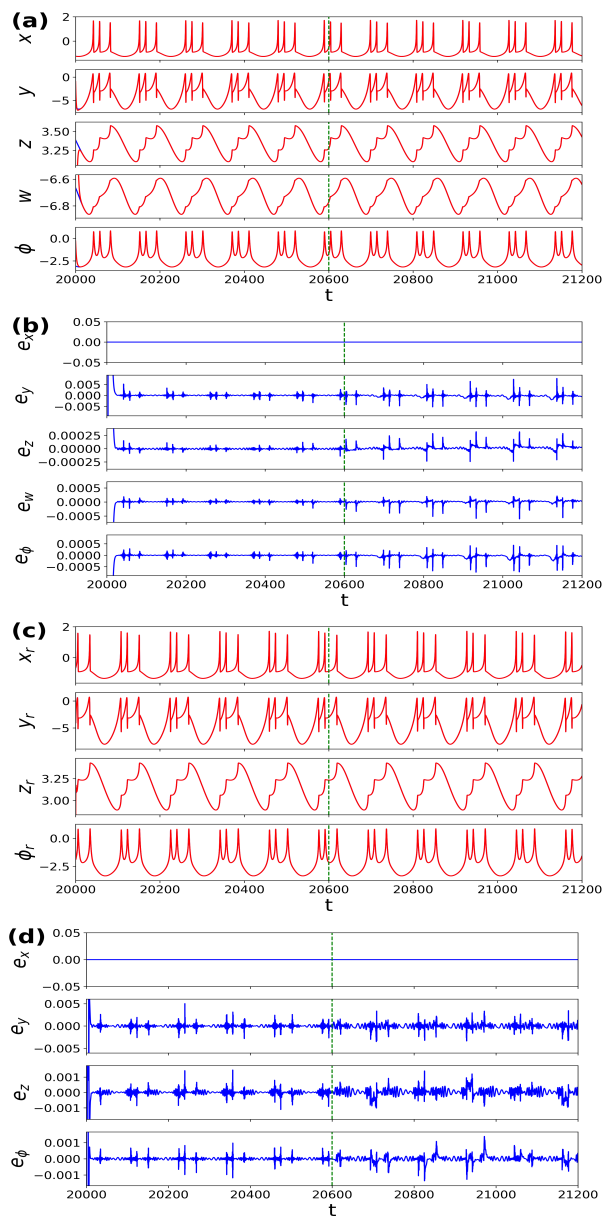 (a)
x
2
0
y
0
−5
z
3.50
3.25
w
−6.6
−6.8
ϕ
0.0
−2.5
20000 20200 20400 20600 20800 21000 21200
t
(b)
e_x
0.05
0.00
−0.05
e_y
0.005
0.000
−0.005
e_z
0.00025
0.00000
−0.00025
e_w
0.0005
0.0000
−0.0005
e_ϕ
0.0005
0.0000
−0.0005
20000 20200 20400 20600 20800 21000 21200
t
(c)
x_r
2
0
y_r
0
−5
z_r
3.25
3.00
ϕ_r
0.0
−2.5
20000 20200 20400 20600 20800 21000 21200
t
(d)
e_x
0.05
0.00
−0.05
e_y
0.005
0.000
−0.005
e_z
0.001
0.000
−0.001
e_ϕ
0.001
0.000
−0.001
20000 20200 20400 20600 20800 21000 21200
t